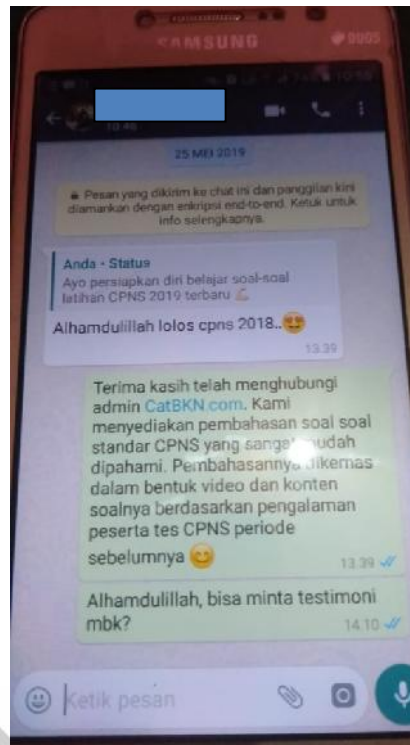 SAMSUNG
DUOS
10:46
25 MEI 2019
Pesan yang dikirim ke chat ini dan panggilan kini
diamankan dengan enkripsi end-to-end. Ketuk untuk
info selengkapnya.
Anda • Status
Ayo persiapkan diri belajar soal-soal
latihan CPNS 2019 terbaru 💪
Alhamdulillah lolos cpns 2018..😍
13.39
Terima kasih telah menghubungi
admin CatBKN.com. Kami
menyediakan pembahasan soal soal
standar CPNS yang sangat mudah
dipahami. Pembahasannya dikemas
dalam bentuk video dan konten
soalnya berdasarkan pengalaman
peserta tes CPNS periode
sebelumnya 😊
13.39
Alhamdulillah, bisa minta testimoni
mbk?
14.10
Ketik pesan